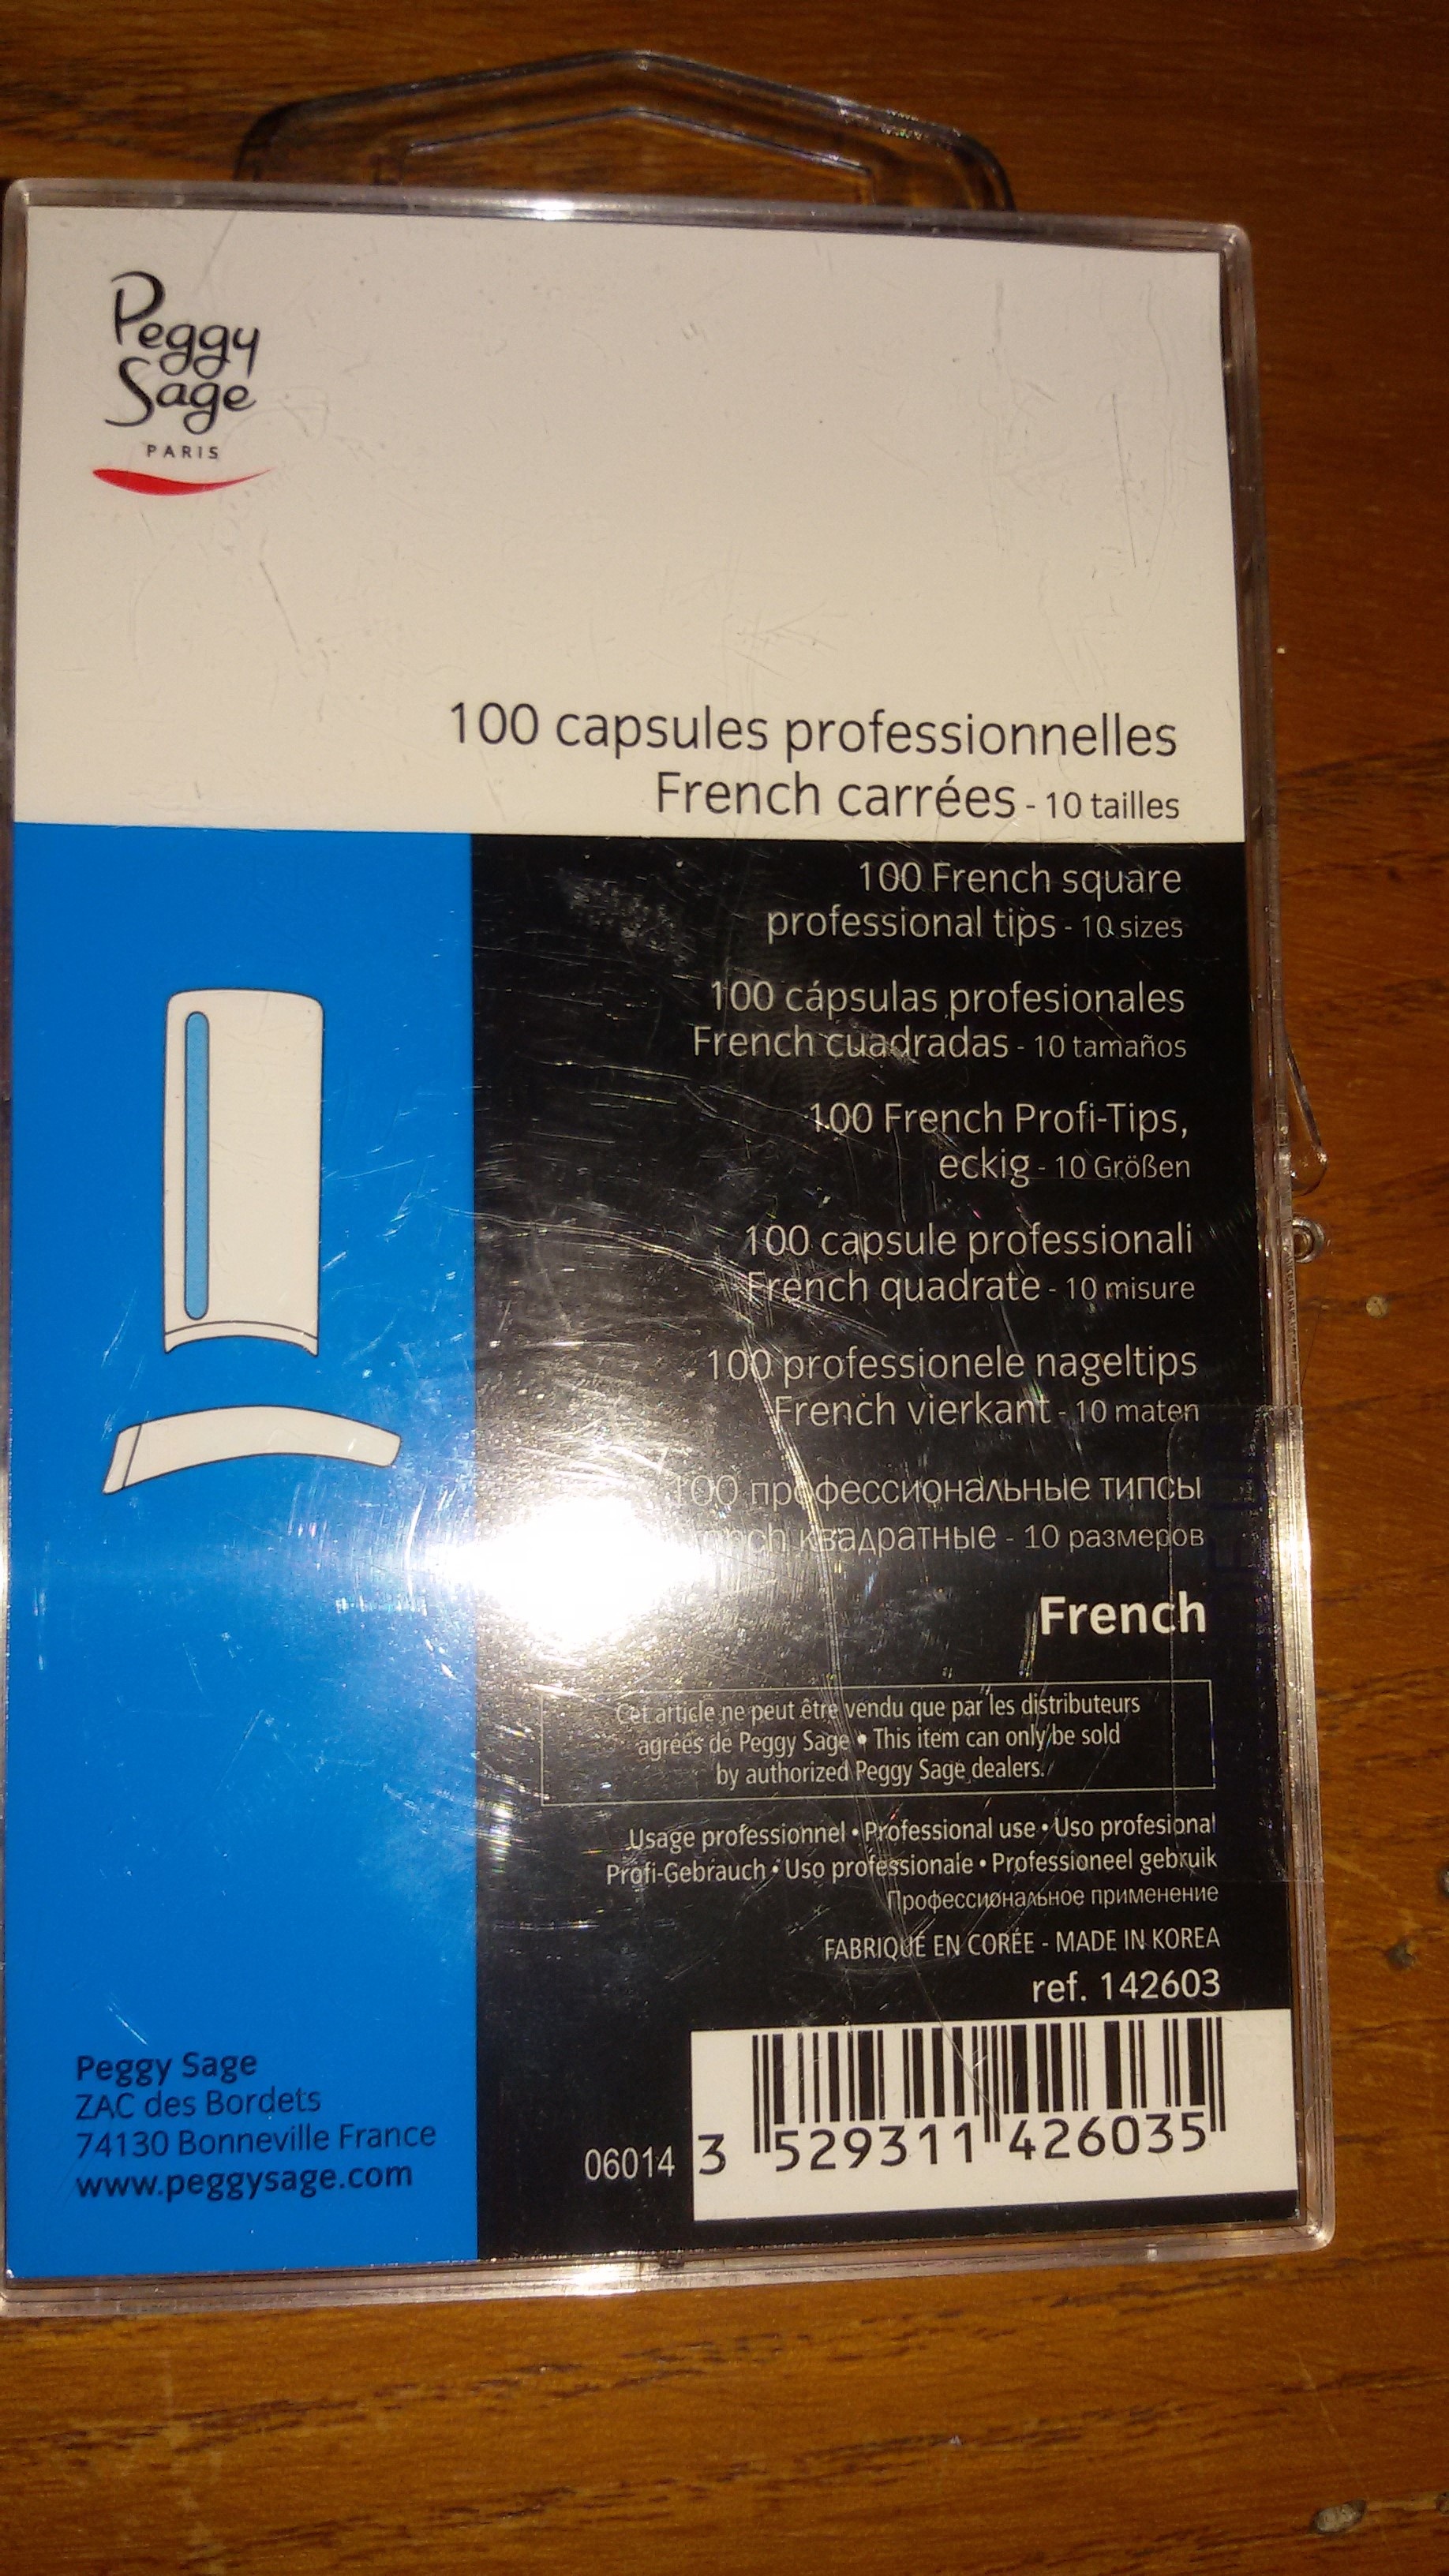 Peggy
Sage
PARIS
100 capsules professionnelles
French carrées - 10 tailles
100 French square
professional tips - 10 sizes
100 cápsulas profesionales
French cuadradas - 10 tamaños
100 French Profi-Tips,
eckig - 10 Größen
100 capsule professionali
French quadrate - 10 misure
100 professionele nageltips
French vierkant - 10 maten
100 профессиональные типсы
квадратные - 10 размеров
French
Cet article ne peut être vendu que par les distributeurs
agréés de Peggy Sage • This item can only be sold
by authorized Peggy Sage dealers.
Usage professionnel • Professional use • Uso profesional
Profi-Gebrauch • Uso professionale • Professioneel gebruik
Профессиональное применение
FABRIQUÉ EN CORÉE - MADE IN KOREA
ref. 142603
Peggy Sage
ZAC des Bordets
74130 Bonneville France
www.peggysage.com
06014
3 529311 426035